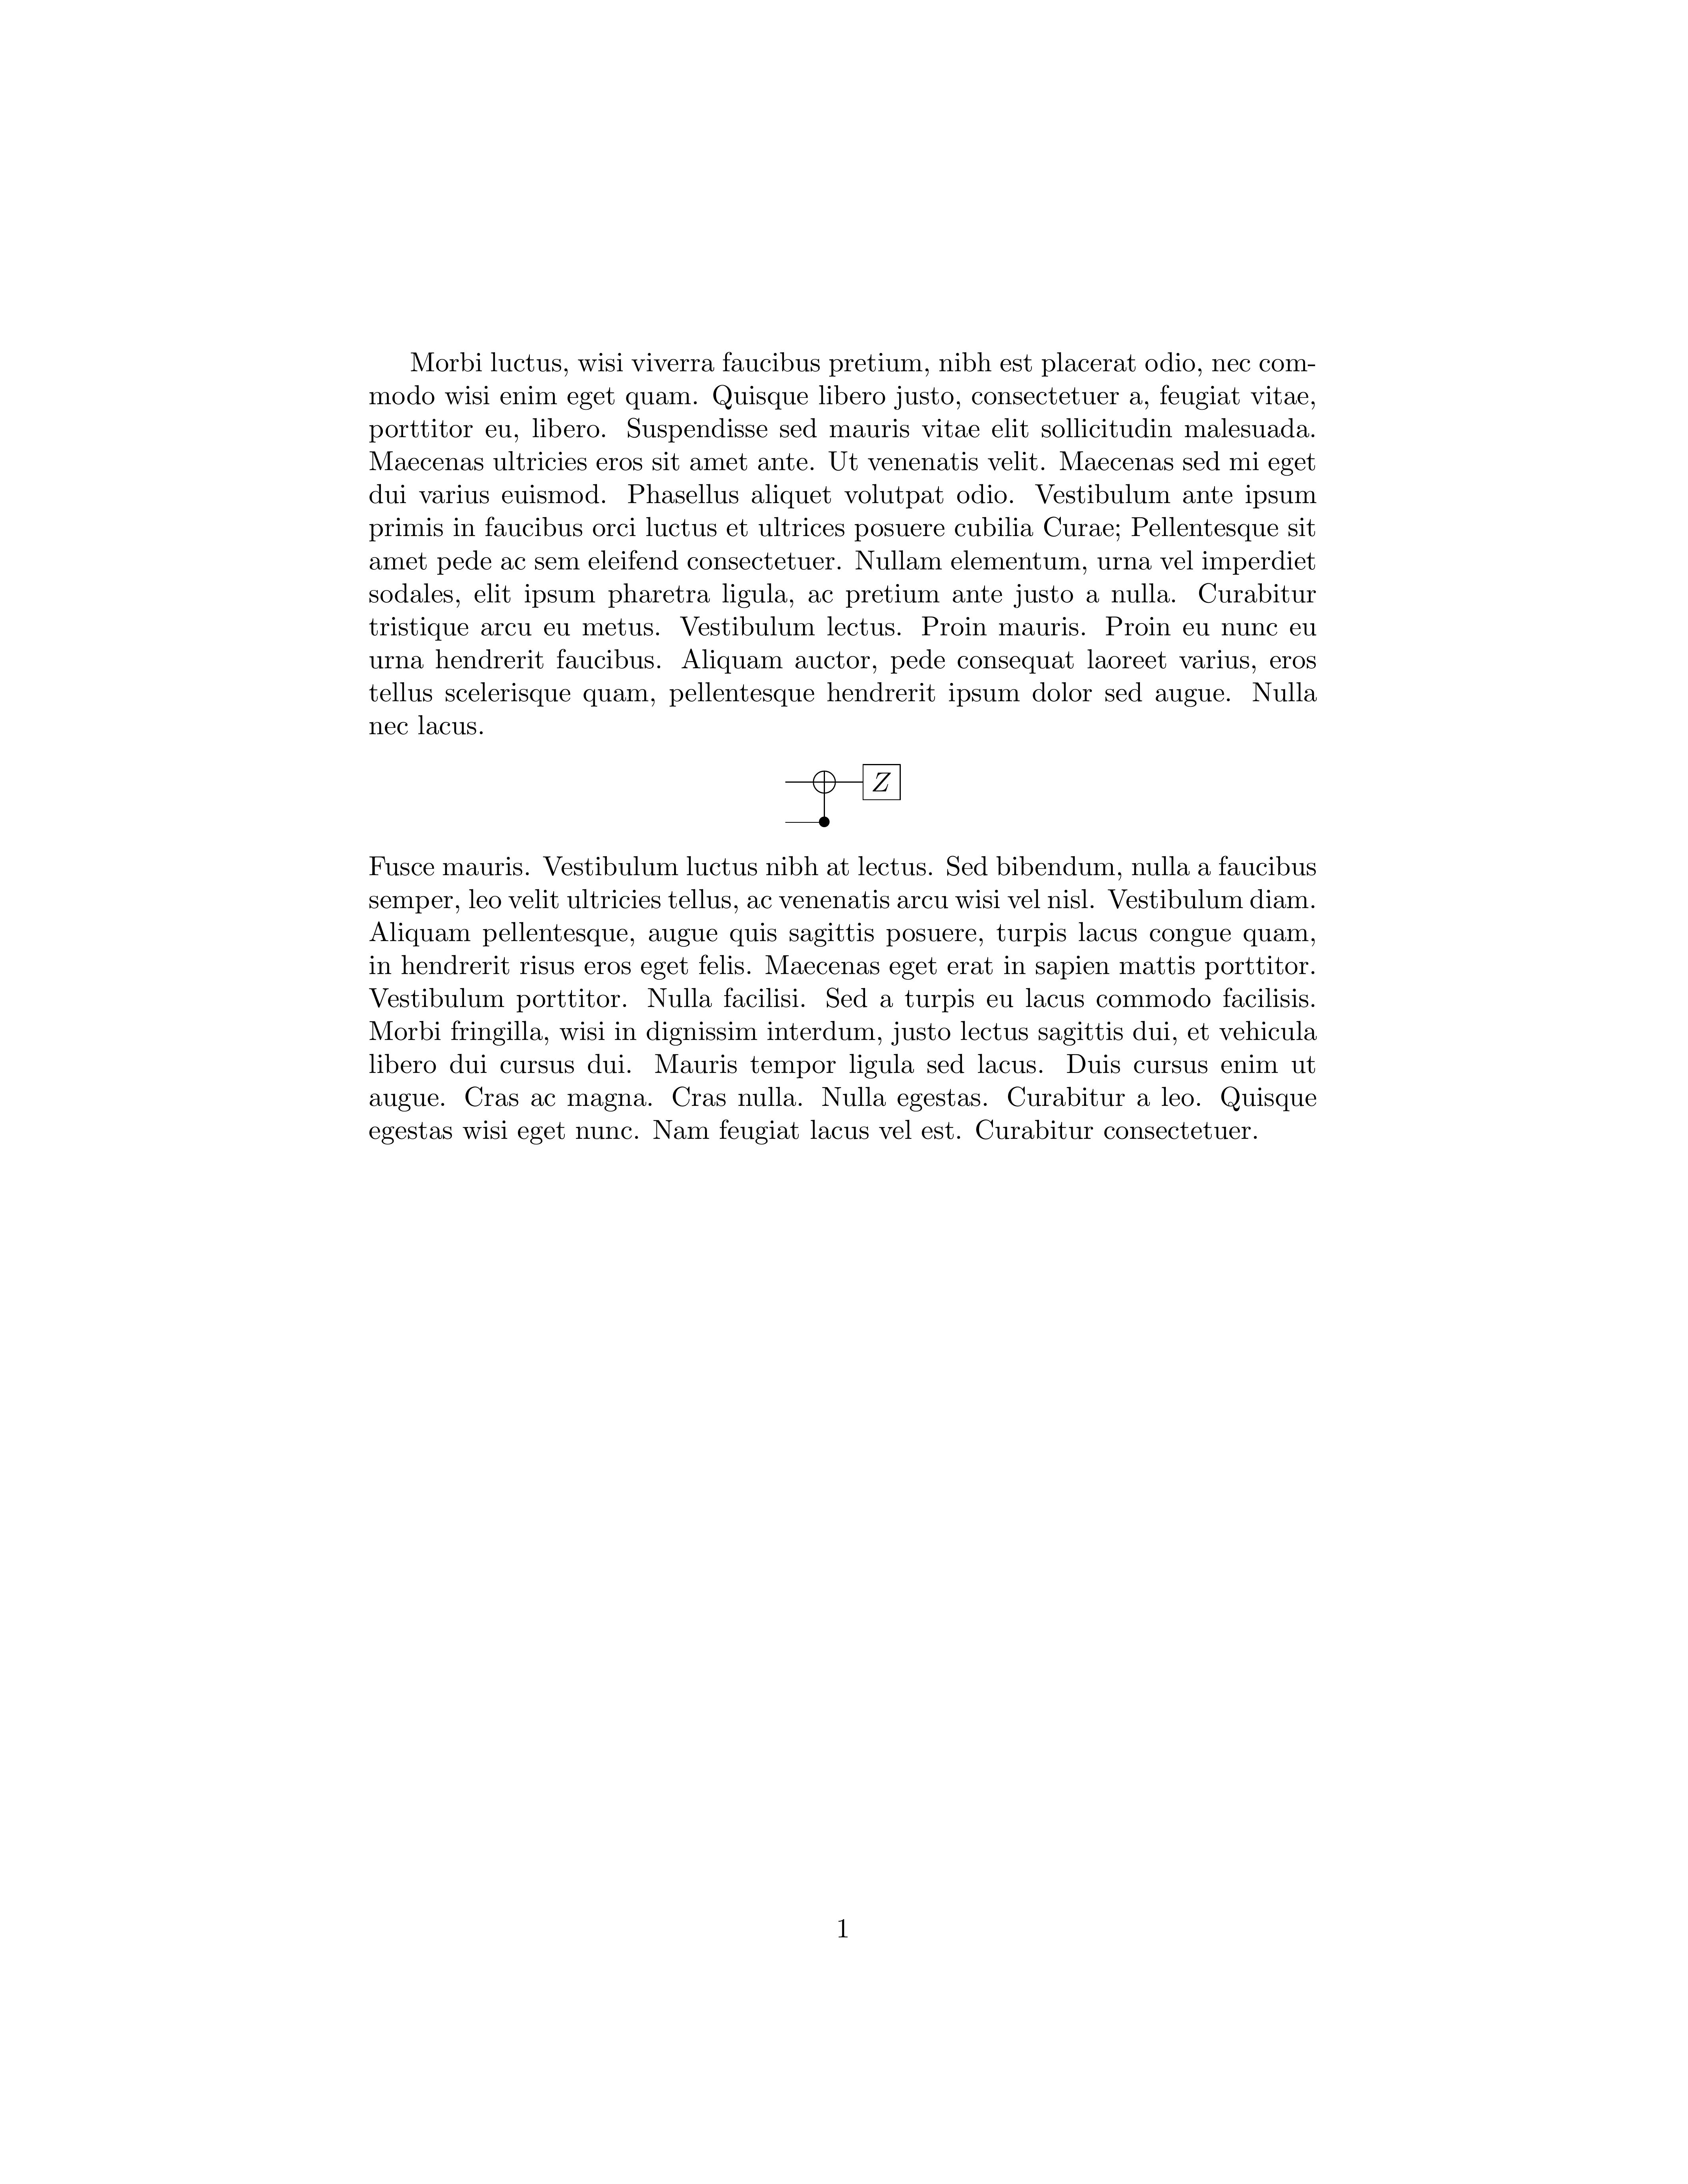 Morbi luctus, wisi viverra faucibus pretium, nibh est placerat odio, nec com-
modo wisi enim eget quam. Quisque libero justo, consectetuer a, feugiat vitae,
porttitor eu, libero. Suspendisse sed mauris vitae elit sollicitudin malesuada.
Maecenas ultricies eros sit amet ante. Ut venenatis velit. Maecenas sed mi eget
dui varius euismod. Phasellus aliquet volutpat odio. Vestibulum ante ipsum
primis in faucibus orci luctus et ultrices posuere cubilia Curae; Pellentesque sit
amet pede ac sem eleifend consectetuer. Nullam elementum, urna vel imperdiet
sodales, elit ipsum pharetra ligula, ac pretium ante justo a nulla. Curabitur
tristique arcu eu metus. Vestibulum lectus. Proin mauris. Proin eu nunc eu
urna hendrerit faucibus. Aliquam auctor, pede consequat laoreet varius, eros
tellus scelerisque quam, pellentesque hendrerit ipsum dolor sed augue. Nulla
nec lacus.
Z
Fusce mauris. Vestibulum luctus nibh at lectus. Sed bibendum, nulla a faucibus
semper, leo velit ultricies tellus, ac venenatis arcu wisi vel nisl. Vestibulum diam.
Aliquam pellentesque, augue quis sagittis posuere, turpis lacus congue quam,
in hendrerit risus eros eget felis. Maecenas eget erat in sapien mattis porttitor.
Vestibulum porttitor. Nulla facilisi. Sed a turpis eu lacus commodo facilisis.
Morbi fringilla, wisi in dignissim interdum, justo lectus sagittis dui, et vehicula
libero dui cursus dui. Mauris tempor ligula sed lacus. Duis cursus enim ut
augue. Cras ac magna. Cras nulla. Nulla egestas. Curabitur a leo. Quisque
egestas wisi eget nunc. Nam feugiat lacus vel est. Curabitur consectetuer.
1